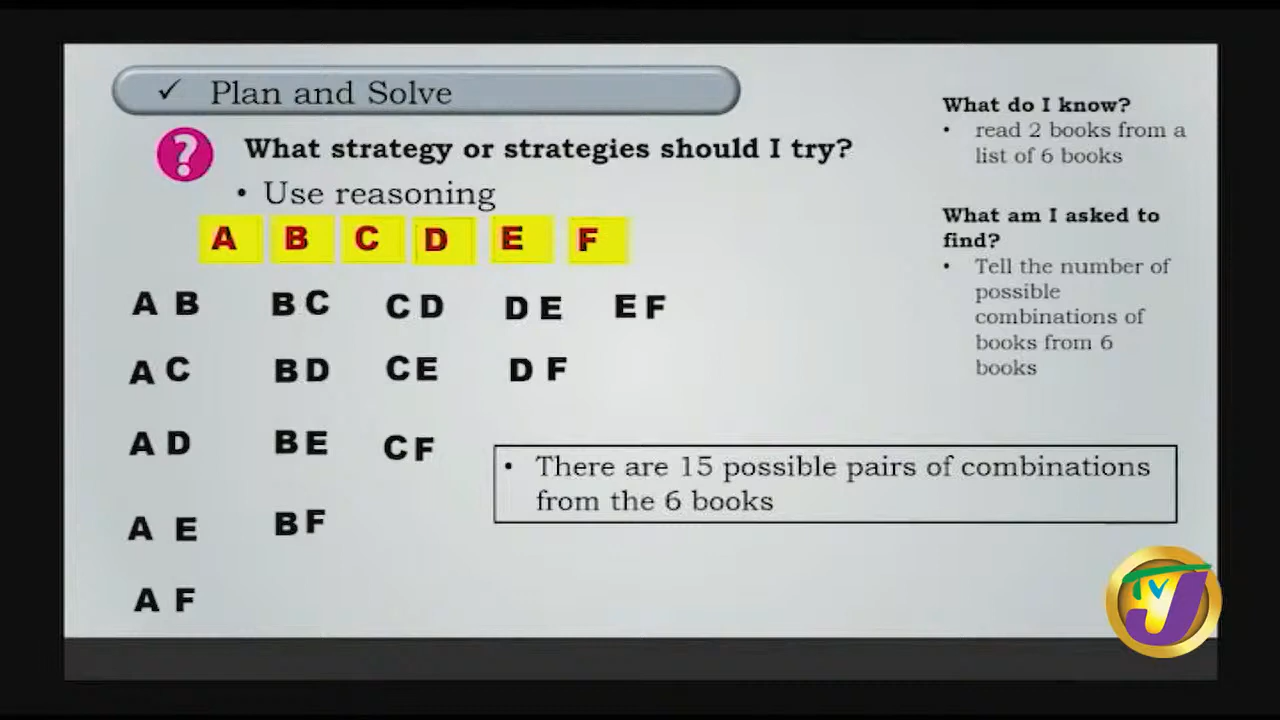 ✓ Plan and Solve
? What strategy or strategies should I try?
• Use reasoning
A B C D E F
A B B C C D D E E F
A C B D C E D F
A D B E C F
A E B F
A F
• There are 15 possible pairs of combinations
from the 6 books
What do I know?
• read 2 books from a
list of 6 books
What am I asked to
find?
• Tell the number of
possible
combinations of
books from 6
books
TVJ